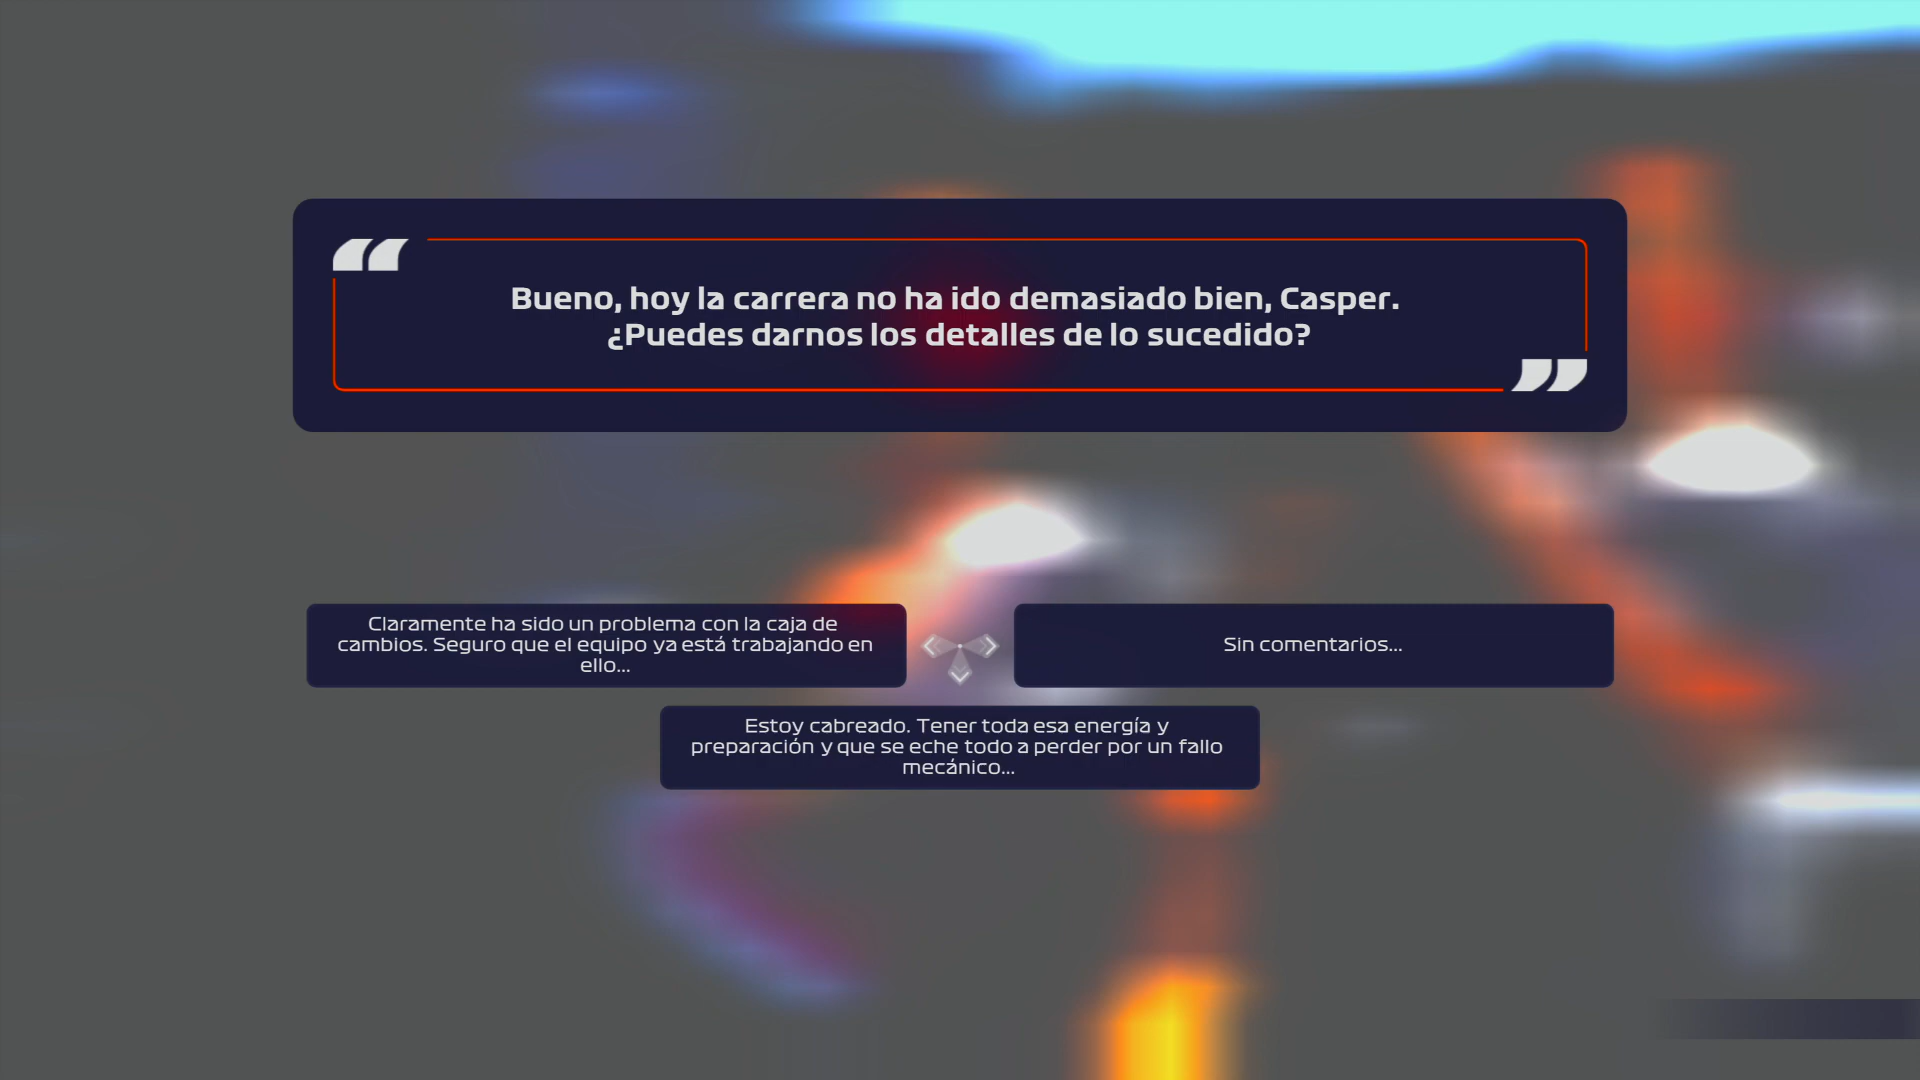 Bueno, hoy la carrera no ha ido demasiado bien, Casper.
¿Puedes darnos los detalles de lo sucedido?
Claramente ha sido un problema con la caja de
cambios. Seguro que el equipo ya está trabajando en
ello...
Sin comentarios...
Estoy cabreado. Tener toda esa energía y
preparación y que se eche todo a perder por un fallo
mecánico...